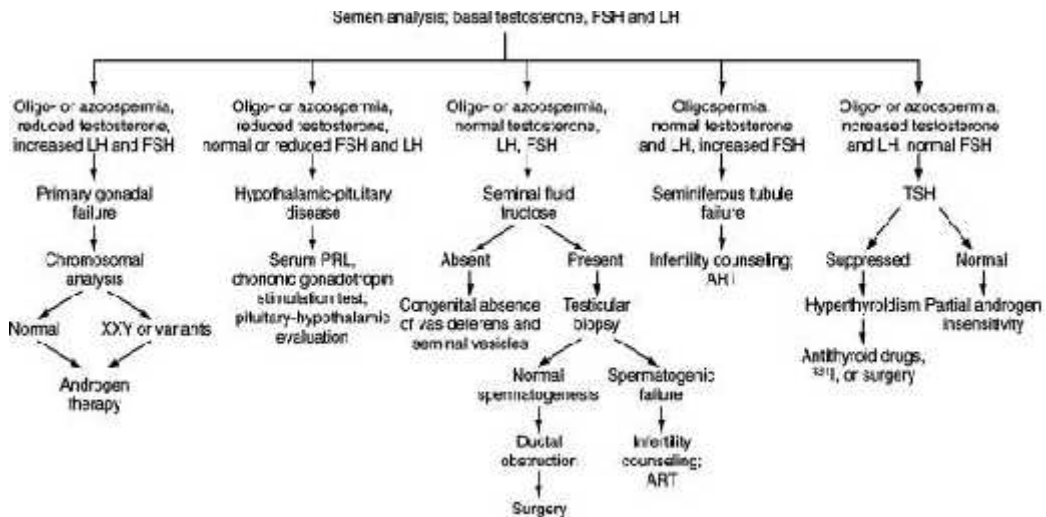 Semen analysis; basal testosterone, FSH and LH
Oligo- or azoospermia,
reduced testosterone,
increased LH and FSH
Primary gonadal
failure
Chromosomal
analysis
Normal
XXY or variants
Androgen
therapy
Oligo- or azoospermia,
reduced testosterone,
normal or reduced FSH and LH
Hypothalamic-pituitary
disease
Serum PRL,
chorionic gonadotropin
stimulation test,
pituitary-hypothalamic
evaluation
Oligo- or azoospermia,
normal testosterone,
LH, FSH
Seminal fluid
fructose
Absent
Present
Congenital absence
of vas deferens and
seminal vesicles
Testicular
biopsy
Normal
spermatogenesis
Spermatogenic
failure
Ductal
obstruction
Infertility
counseling;
ART
Surgery
Oligospermia,
normal testosterone
and LH, increased FSH
Seminiferous tubule
failure
Infertility counseling;
ART
Oligo- or azoospermia,
increased testosterone
and LH, normal FSH
TSH
Suppressed
Normal
Hyperthyroidism
Partial androgen
insensitivity
Antithyroid drugs,
131I, or surgery